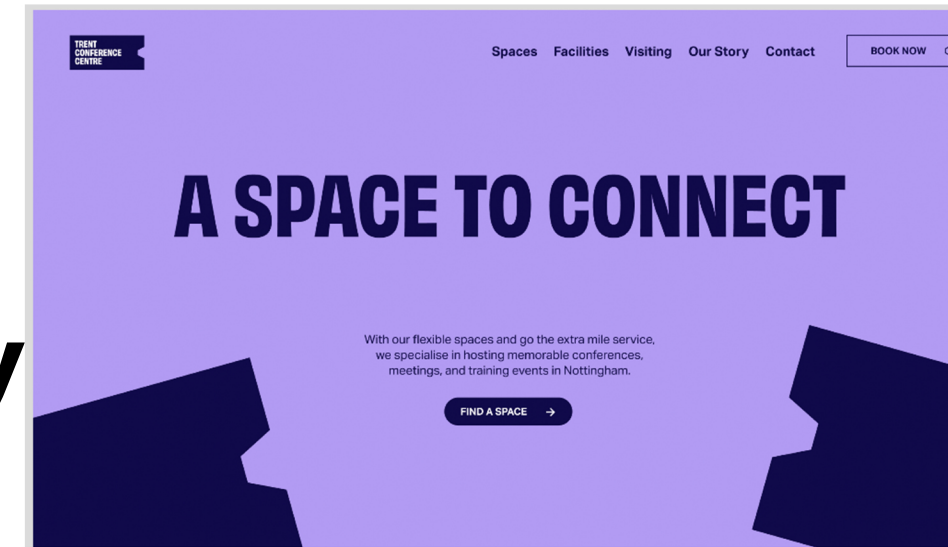 TRENT
CONFERENCE
CENTRE
Spaces Facilities Visiting Our Story Contact BOOK NOW
A SPACE TO CONNECT
With our flexible spaces and go the extra mile service,
we specialise in hosting memorable conferences,
meetings, and training events in Nottingham.
FIND A SPACE →